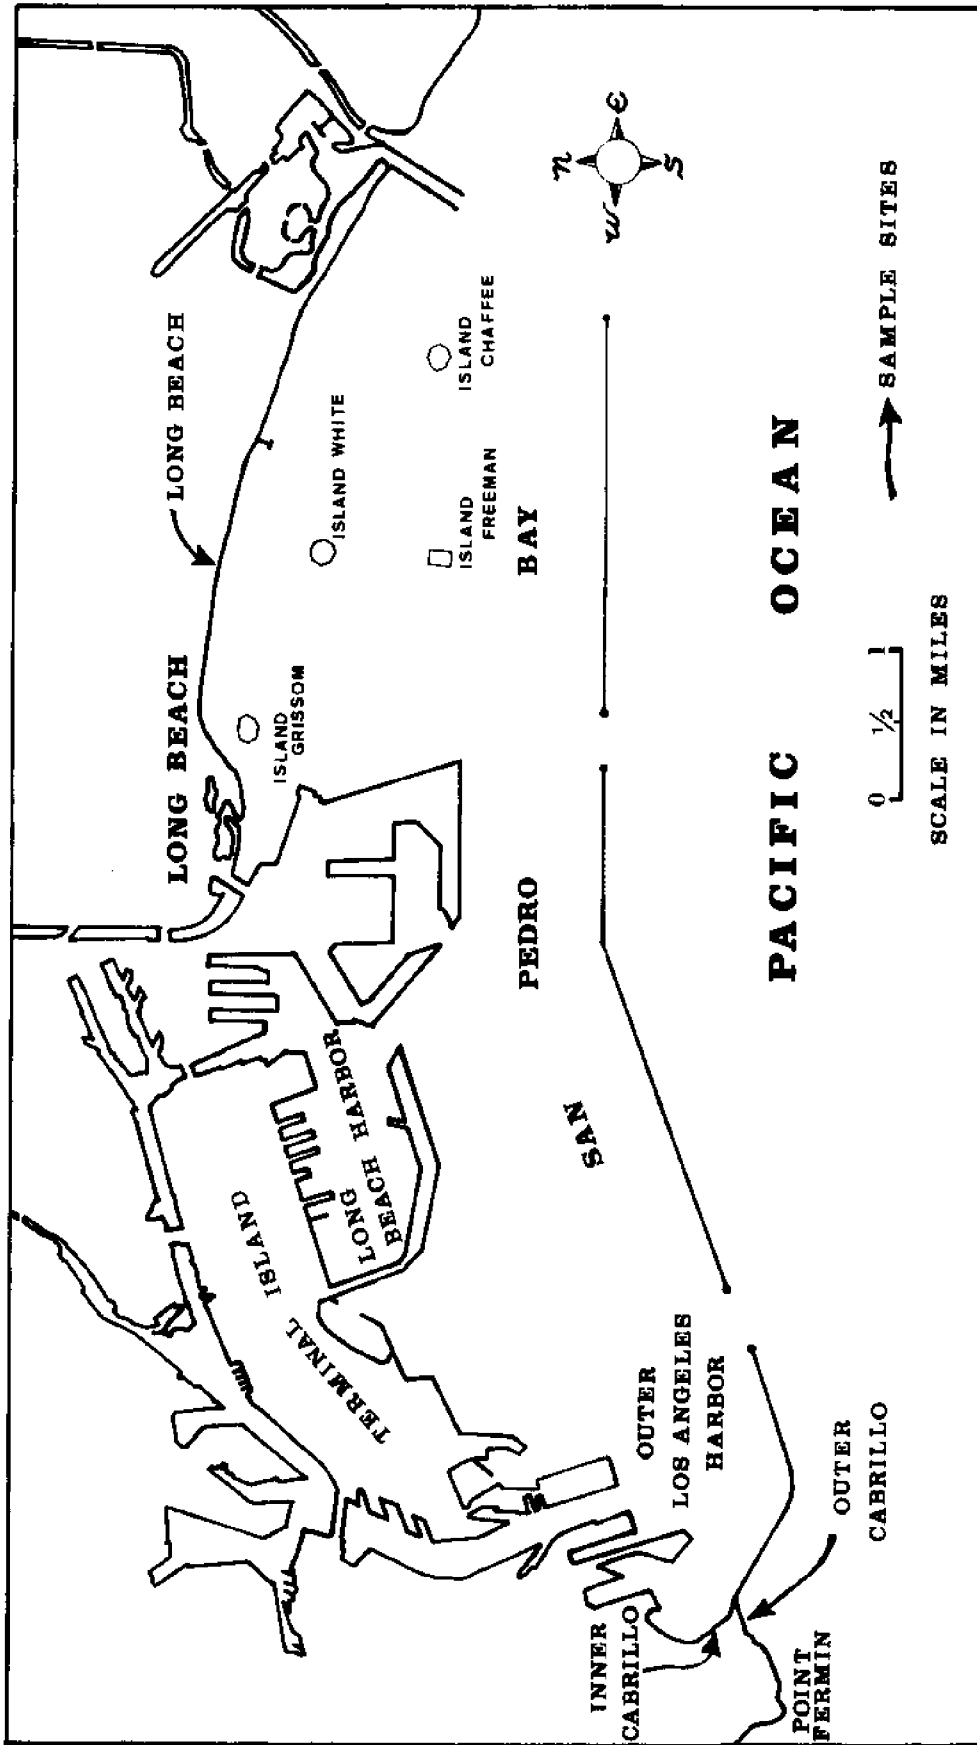 LONG BEACH
LONG BEACH
ISLAND
GRISSOM
ISLAND WHITE
ISLAND
FREEMAN
ISLAND
CHAFFEE
n
w
e
s
TERMINAL ISLAND
LONG
BEACH HARBOR
SAN PEDRO BAY
OUTER
LOS ANGELES
HARBOR
INNER
CABRILLO
OUTER
CABRILLO
POINT
FERMIN
PACIFIC OCEAN
0 1/2 1
SCALE IN MILES
SAMPLE SITES